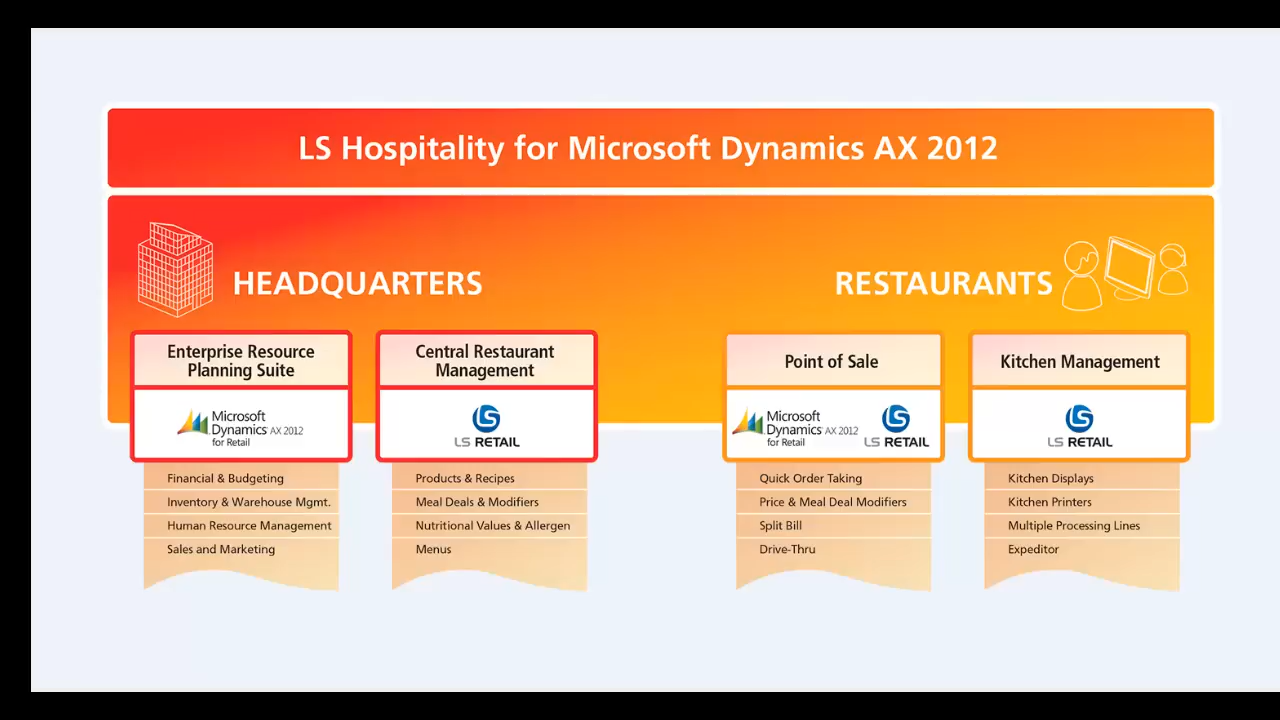 LS Hospitality for Microsoft Dynamics AX 2012
HEADQUARTERS
RESTAURANTS
Enterprise Resource
Planning Suite
Microsoft
Dynamics AX 2012
for Retail
Financial & Budgeting
Inventory & Warehouse Mgmt.
Human Resource Management
Sales and Marketing
Central Restaurant
Management
LS
LS RETAIL
Products & Recipes
Meal Deals & Modifiers
Nutritional Values & Allergen
Menus
Point of Sale
Microsoft
Dynamics AX 2012
for Retail
LS
LS RETAIL
Quick Order Taking
Price & Meal Deal Modifiers
Split Bill
Drive-Thru
Kitchen Management
LS
LS RETAIL
Kitchen Displays
Kitchen Printers
Multiple Processing Lines
Expeditor